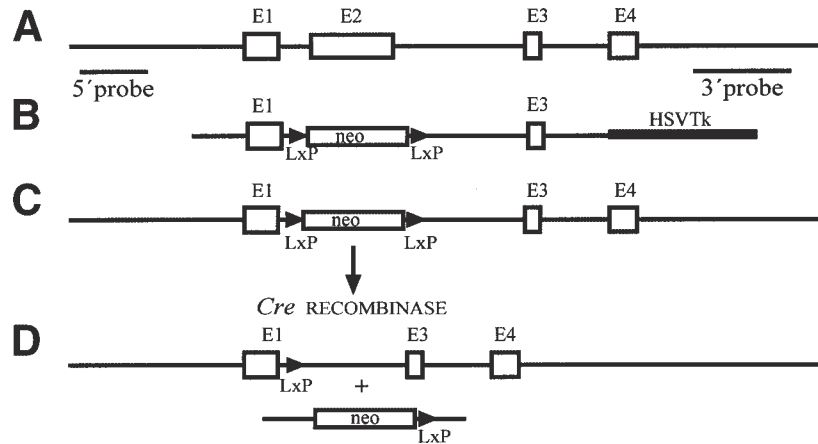 A
E1 E2 E3 E4
5´probe 3´probe
B
E1 E3
HSVTk
neo
LxP LxP
C
E1 E3 E4
neo
LxP LxP
Cre RECOMBINASE
D
E1 E3 E4
LxP
+
neo
LxP